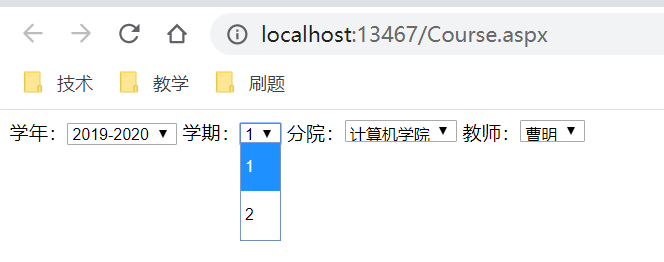 localhost:13467/Course.aspx
技术 教学 刷题
学年: 2019-2020 学期: 1 分院: 计算机学院 教师: 曹明
1
2